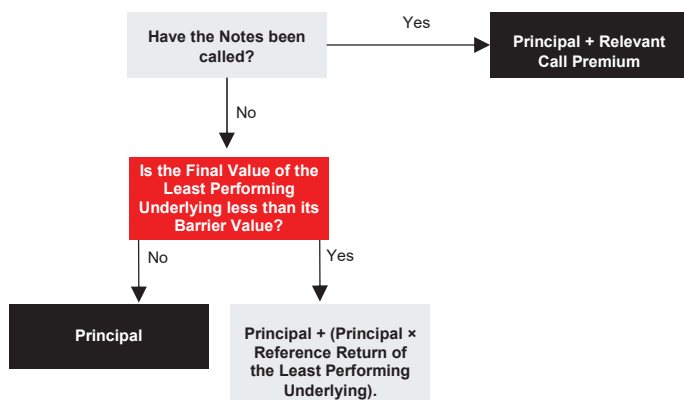 Have the Notes been
called?
Yes
Principal + Relevant
Call Premium
No
Is the Final Value of the
Least Performing
Underlying less than its
Barrier Value?
No
Yes
Principal
Principal + (Principal ×
Reference Return of
the Least Performing
Underlying).